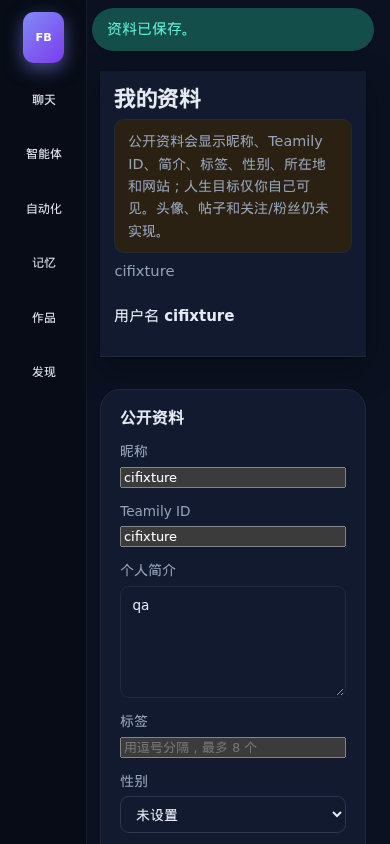 FB
聊天
智能体
自动化
记忆
作品
发现
资料已保存。
我的资料
公开资料会显示昵称、Teamily
ID、简介、标签、性别、所在地
和网站；人生目标仅你自己可
见。头像、帖子和关注/粉丝仍未
实现。
cifixture
用户名 cifixture
公开资料
昵称
cifixture
Teamily ID
cifixture
个人简介
qa
标签
用逗号分隔，最多 8 个
性别
未设置